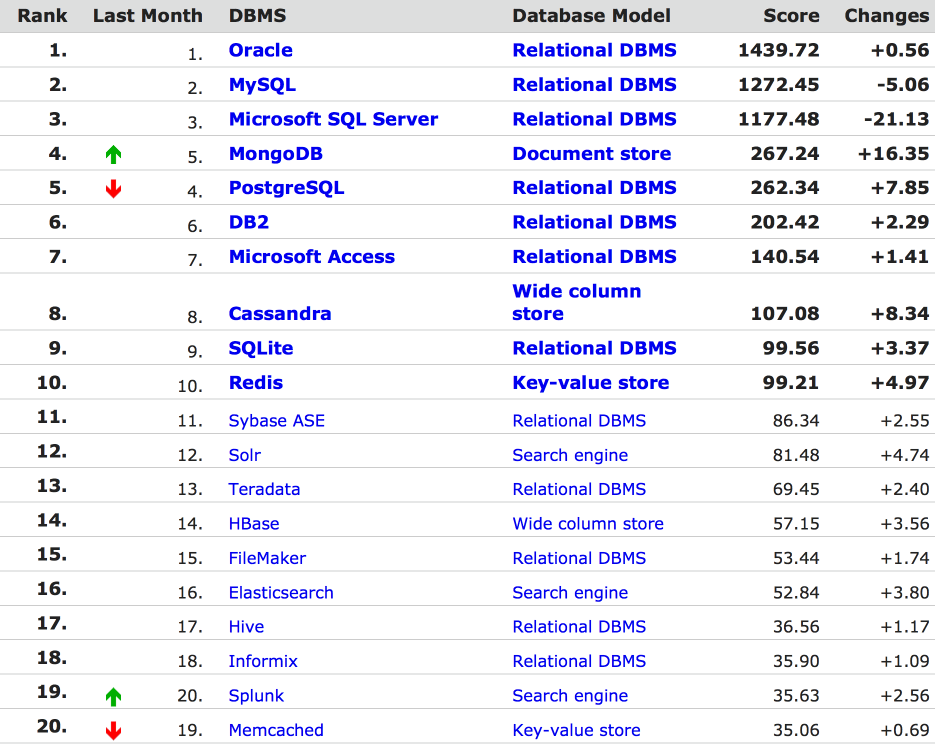 Rank Last Month DBMS Database Model Score Changes
1. 1. Oracle Relational DBMS 1439.72 +0.56
2. 2. MySQL Relational DBMS 1272.45 -5.06
3. 3. Microsoft SQL Server Relational DBMS 1177.48 -21.13
4. 5. MongoDB Document store 267.24 +16.35
5. 4. PostgreSQL Relational DBMS 262.34 +7.85
6. 6. DB2 Relational DBMS 202.42 +2.29
7. 7. Microsoft Access Relational DBMS 140.54 +1.41
Wide column
8. 8. Cassandra store 107.08 +8.34
9. 9. SQLite Relational DBMS 99.56 +3.37
10. 10. Redis Key-value store 99.21 +4.97
11. 11. Sybase ASE Relational DBMS 86.34 +2.55
12. 12. Solr Search engine 81.48 +4.74
13. 13. Teradata Relational DBMS 69.45 +2.40
14. 14. HBase Wide column store 57.15 +3.56
15. 15. FileMaker Relational DBMS 53.44 +1.74
16. 16. Elasticsearch Search engine 52.84 +3.80
17. 17. Hive Relational DBMS 36.56 +1.17
18. 18. Informix Relational DBMS 35.90 +1.09
19. 20. Splunk Search engine 35.63 +2.56
20. 19. Memcached Key-value store 35.06 +0.69